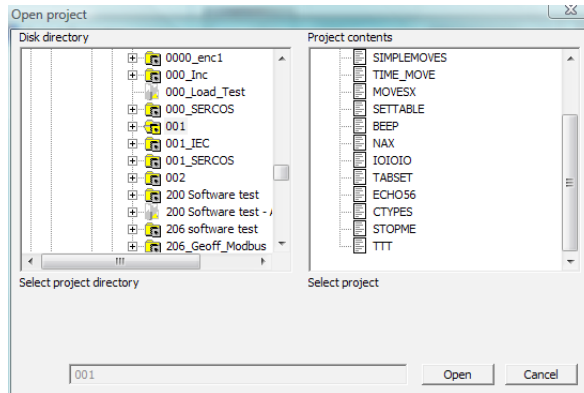 Open project
Disk directory
0000_enc1
000_Inc
000_Load_Test
000_SERCOS
001
001_IEC
001_SERCOS
002
200 Software test
200 Software test -
206 software test
206_Geoff_Modbus
Select project directory
Project contents
SIMPLEMOVES
TIME_MOVE
MOVESX
SETTABLE
BEEP
NAX
IOIOIO
TABSET
ECHO56
CTYPES
STOPME
TTT
Select project
001
Open
Cancel